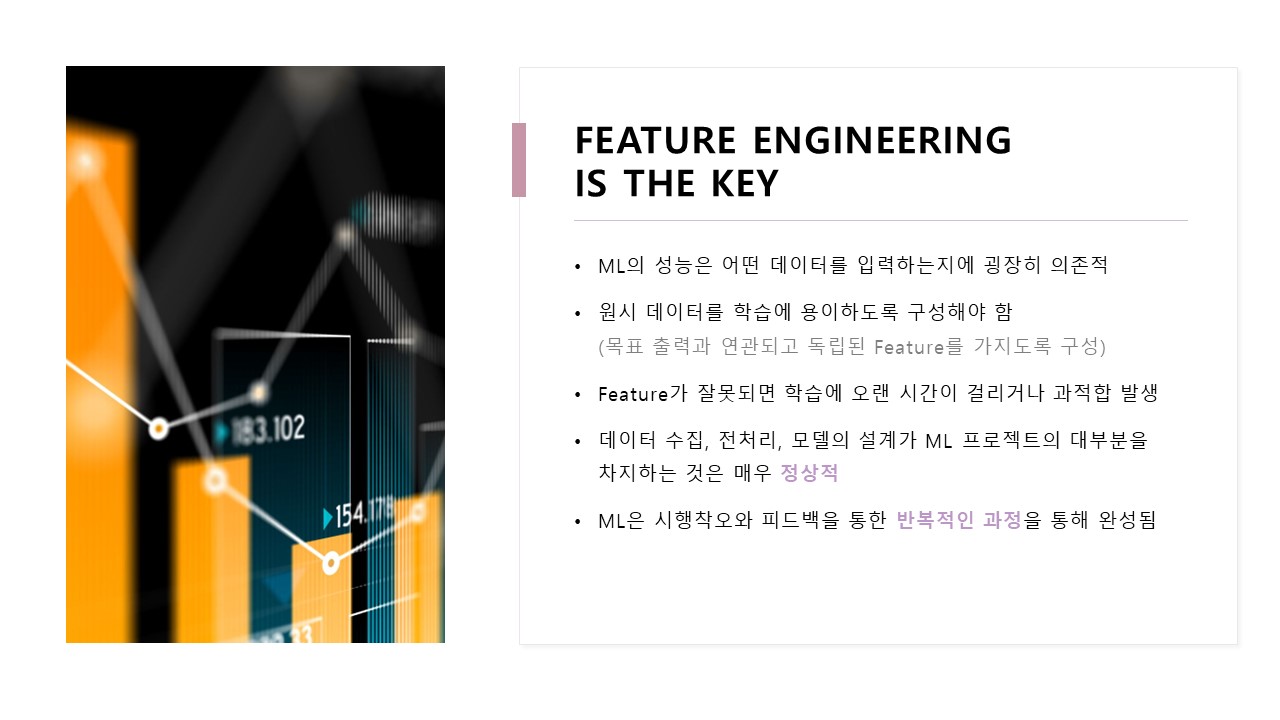 183.102
154.178
FEATURE ENGINEERING
IS THE KEY
• ML의 성능은 어떤 데이터를 입력하는지에 굉장히 의존적
• 원시 데이터를 학습에 용이하도록 구성해야 함
(목표 출력과 연관되고 독립된 Feature를 가지도록 구성)
• Feature가 잘못되면 학습에 오랜 시간이 걸리거나 과적합 발생
• 데이터 수집, 전처리, 모델의 설계가 ML 프로젝트의 대부분을
차지하는 것은 매우 정상적
• ML은 시행착오와 피드백을 통한 반복적인 과정을 통해 완성됨